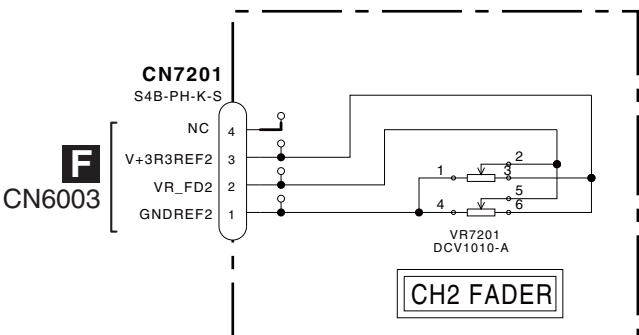 CN7201
S4B-PH-K-S
NC 4
V+3R3REF2 3
VR_FD2 2
GNDREF2 1
F
CN6003
1 2 3
4 5 6
VR7201
DCV1010-A
CH2 FADER